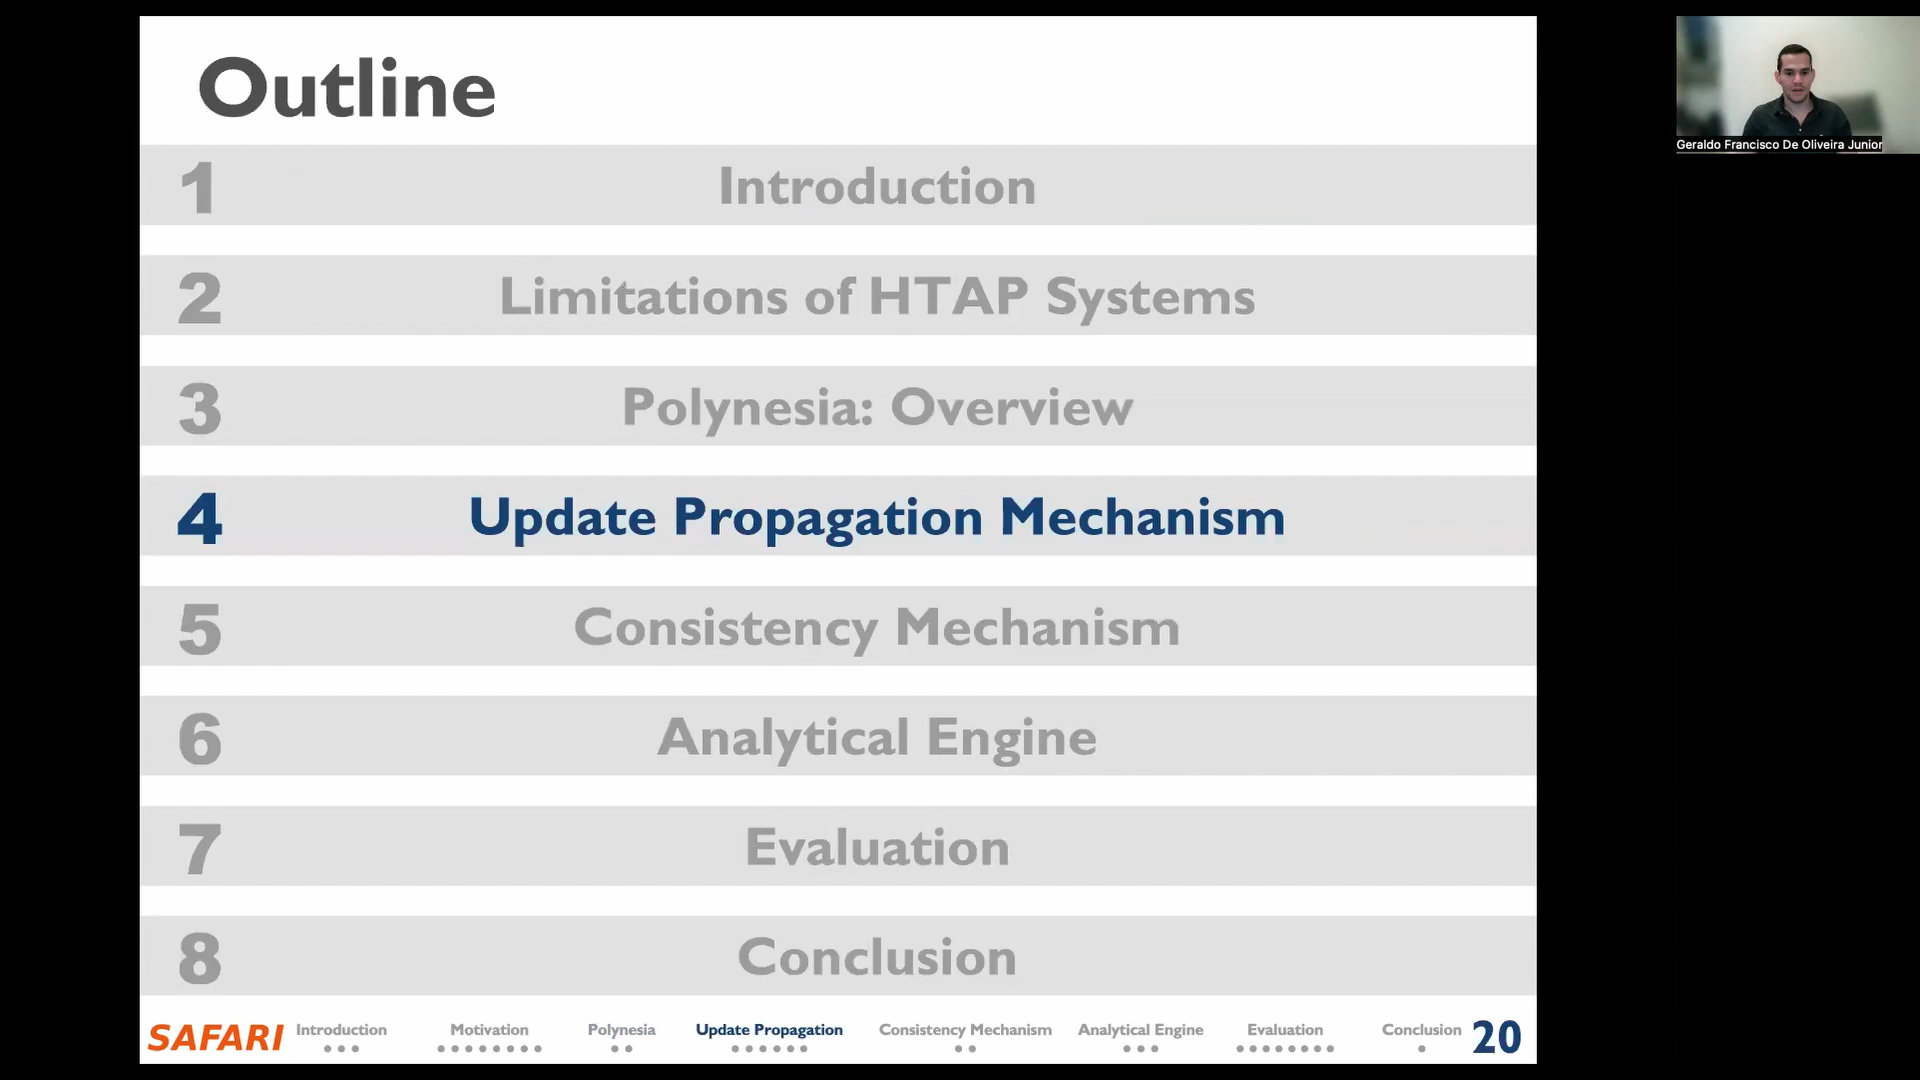 Outline
1 Introduction
2 Limitations of HTAP Systems
3 Polynesia: Overview
4 Update Propagation Mechanism
5 Consistency Mechanism
6 Analytical Engine
7 Evaluation
8 Conclusion
SAFARI Introduction Motivation Polynesia Update Propagation Consistency Mechanism Analytical Engine Evaluation Conclusion 20
Geraldo Francisco De Oliveira Junior